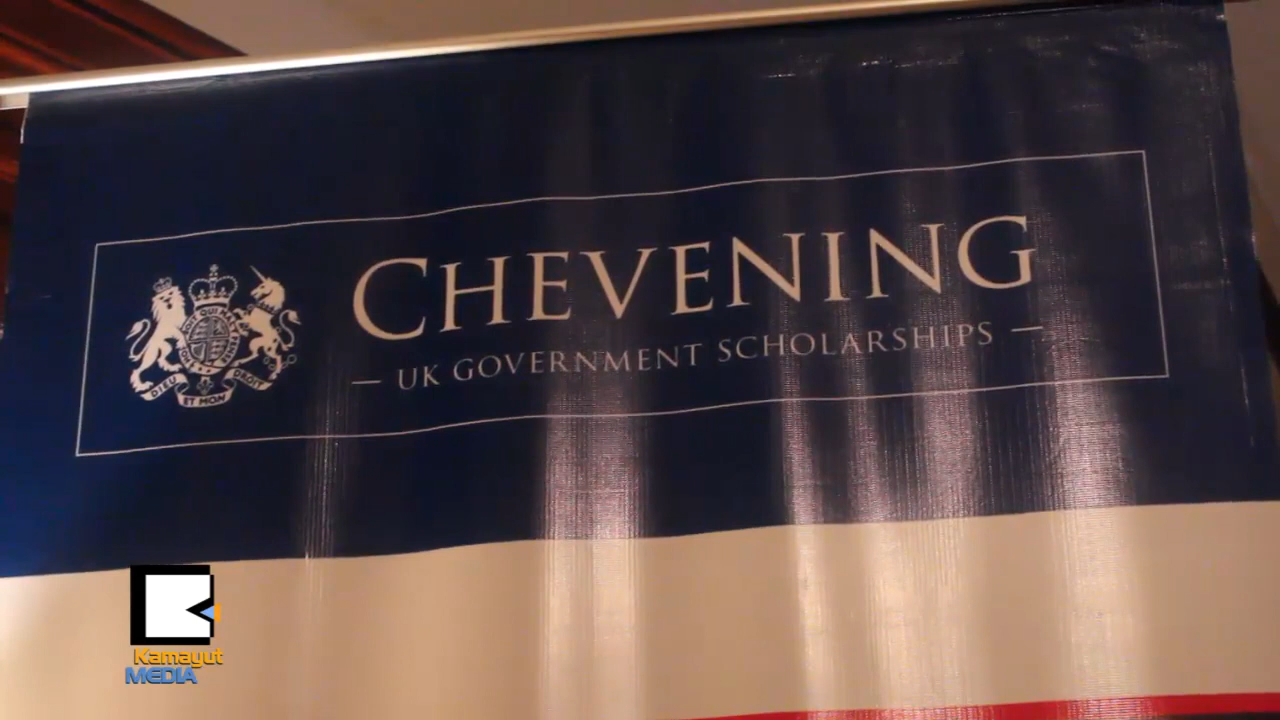 CHEVENING
— UK GOVERNMENT SCHOLARSHIPS —
DIEU ET MON DROIT
Kamayut
MEDIA